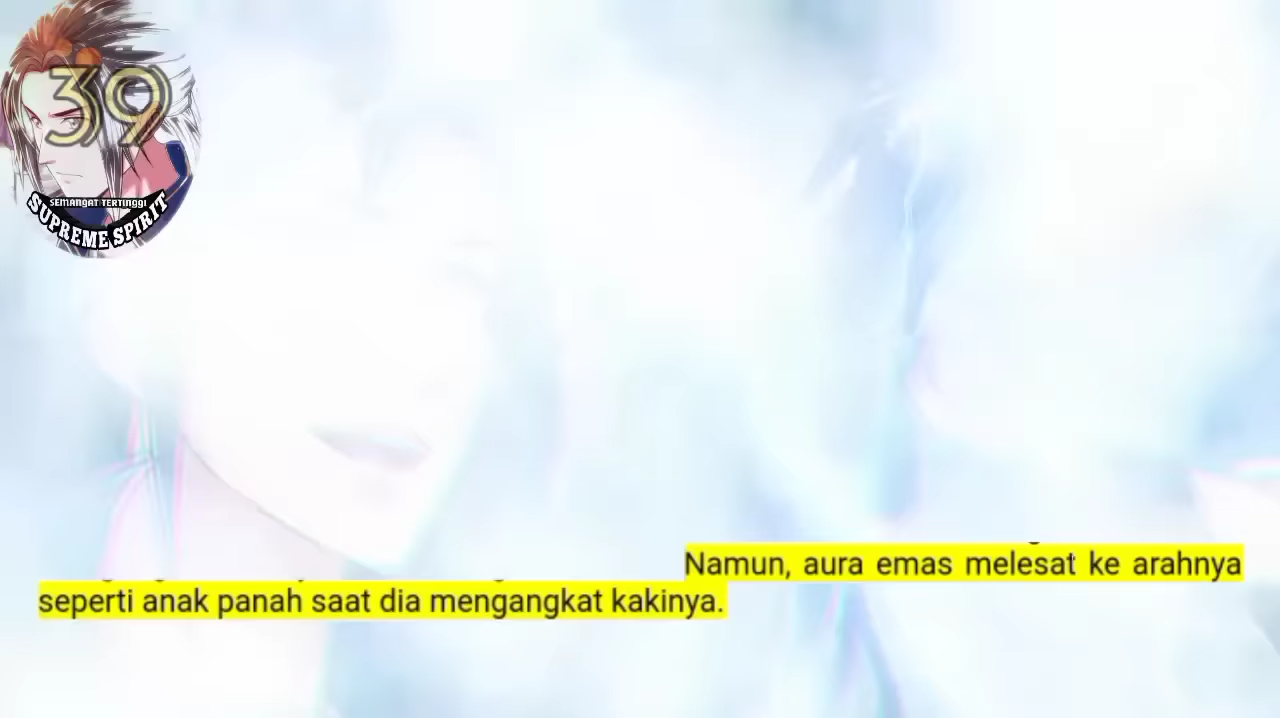 39
SEMANGAT TERTINGGI
SUPREME SPIRIT
Namun, aura emas melesat ke arahnya
seperti anak panah saat dia mengangkat kakinya.